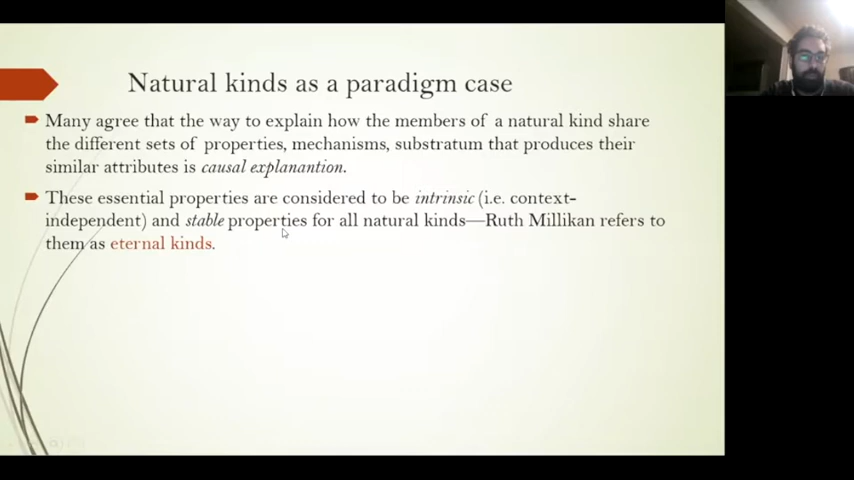 Natural kinds as a paradigm case
Many agree that the way to explain how the members of a natural kind share
the different sets of properties, mechanisms, substratum that produces their
similar attributes is causal explanantion.
These essential properties are considered to be intrinsic (i.e. context-
independent) and stable properties for all natural kinds—Ruth Millikan refers to
them as eternal kinds.